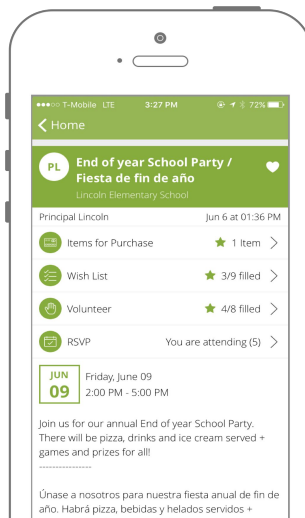 T-Mobile LTE 3:27 PM 72%
Home
PL
End of year School Party /
Fiesta de fin de año
Lincoln Elementary School
Principal Lincoln Jun 6 at 01:36 PM
Items for Purchase 1 Item
Wish List 3/9 filled
Volunteer 4/8 filled
RSVP You are attending (5)
JUN
09
Friday, June 09
2:00 PM - 5:00 PM
Join us for our annual End of year School Party.
There will be pizza, drinks and ice cream served +
games and prizes for all!
----------------
Únase a nosotros para nuestra fiesta anual de fin de
año. Habrá pizza, bebidas y helados servidos +